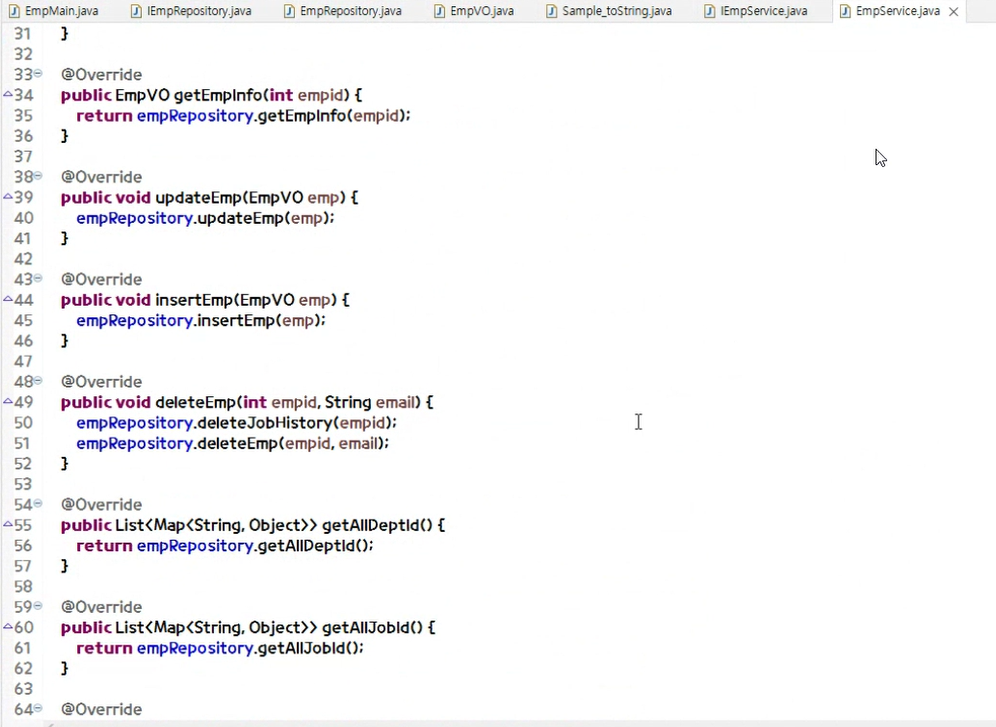 EmpMain.java IEmpRepository.java EmpRepository.java EmpVO.java Sample_toString.java IEmpService.java EmpService.java
31 }
32
33 @Override
34 public EmpVO getEmpInfo(int empid) {
35 return empRepository.getEmpInfo(empid);
36 }
37
38 @Override
39 public void updateEmp(EmpVO emp) {
40 empRepository.updateEmp(emp);
41 }
42
43 @Override
44 public void insertEmp(EmpVO emp) {
45 empRepository.insertEmp(emp);
46 }
47
48 @Override
49 public void deleteEmp(int empid, String email) {
50 empRepository.deleteJobHistory(empid);
51 empRepository.deleteEmp(empid, email);
52 }
53
54 @Override
55 public List<Map<String, Object>> getAllDeptId() {
56 return empRepository.getAllDeptId();
57 }
58
59 @Override
60 public List<Map<String, Object>> getAllJobId() {
61 return empRepository.getAllJobId();
62 }
63
64 @Override